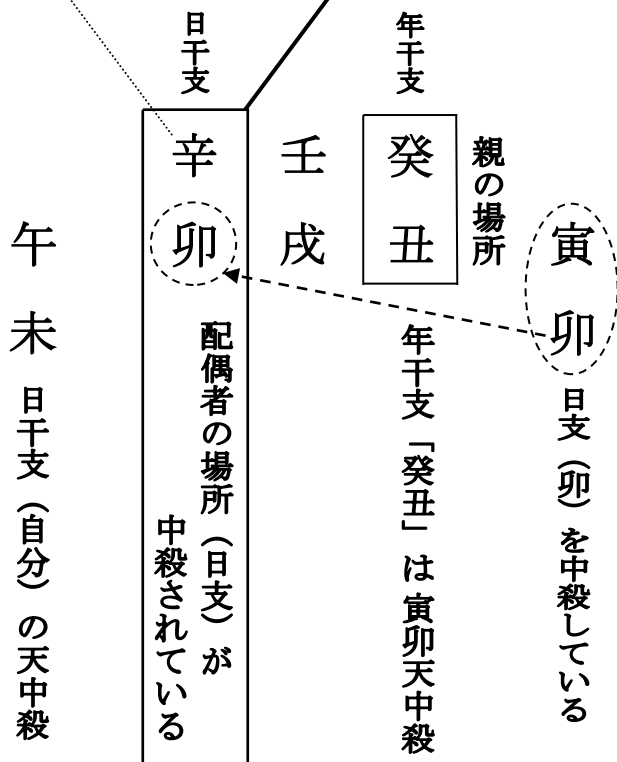 寅卯
日支（卯）を中殺している
親の場所
年干支
癸丑
年干支「癸丑」は寅卯天中殺
壬戌
日干支
辛卯
配偶者の場所（日支）が
中殺されている
午未
日干支（自分）の天中殺